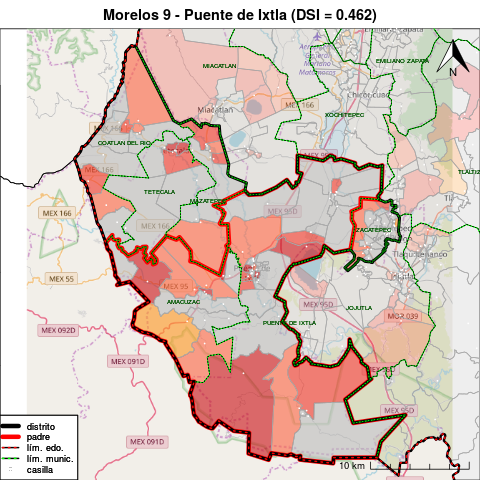 Morelos 9 - Puente de Ixtla (DSI = 0.462)
EMILIANO ZAPATA
MIACATLAN
N
Miacatlán
MEX 166
XOCHITEPEC
COATLAN DEL RIO
MEX 166
TETECALA
MAZATEPEC
MEX 166
MEX 95D
MEX 166
ZACATEPEC
Tlaquiltenango
MEX 55
MEX 95
AMACUZAC
MEX 95D
JOJUTLA
MOR 039
PUENTE DE IXTLA
MEX 092D
MEX 091D
MEX 091D
MEX 95D
MEX 091D
distrito
padre
lím. edo.
lím. munic.
casilla
10 km